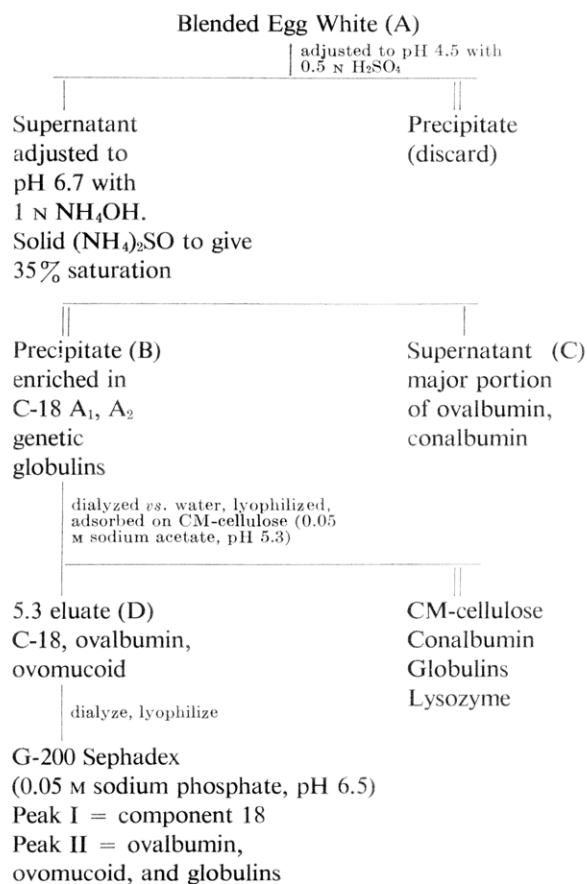 Blended Egg White (A)
adjusted to pH 4.5 with
0.5 N H₂SO₄
Supernatant
adjusted to
pH 6.7 with
1 N NH₄OH.
Solid (NH₄)₂SO to give
35% saturation
Precipitate
(discard)
Precipitate (B)
enriched in
C-18 A₁, A₂
genetic
globulins
Supernatant (C)
major portion
of ovalbumin,
conalbumin
dialyzed vs. water, lyophilized,
adsorbed on CM-cellulose (0.05
M sodium acetate, pH 5.3)
5.3 eluate (D)
C-18, ovalbumin,
ovomucoid
CM-cellulose
Conalbumin
Globulins
Lysozyme
dialyze, lyophilize
G-200 Sephadex
(0.05 M sodium phosphate, pH 6.5)
Peak I = component 18
Peak II = ovalbumin,
ovomucoid, and globulins